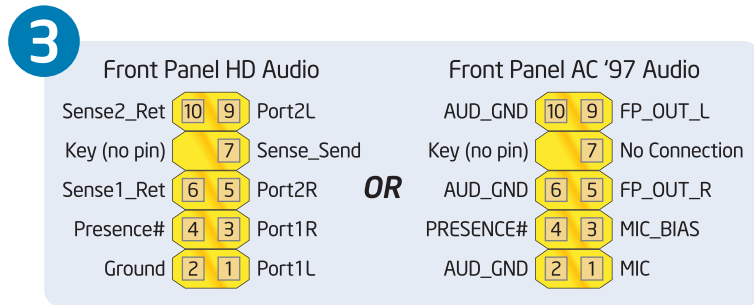 3
Front Panel HD Audio
Sense2_Ret 10 9 Port2L
Key (no pin) 7 Sense_Send
Sense1_Ret 6 5 Port2R
Presence# 4 3 Port1R
Ground 2 1 Port1L
OR
Front Panel AC '97 Audio
AUD_GND 10 9 FP_OUT_L
Key (no pin) 7 No Connection
AUD_GND 6 5 FP_OUT_R
PRESENCE# 4 3 MIC_BIAS
AUD_GND 2 1 MIC